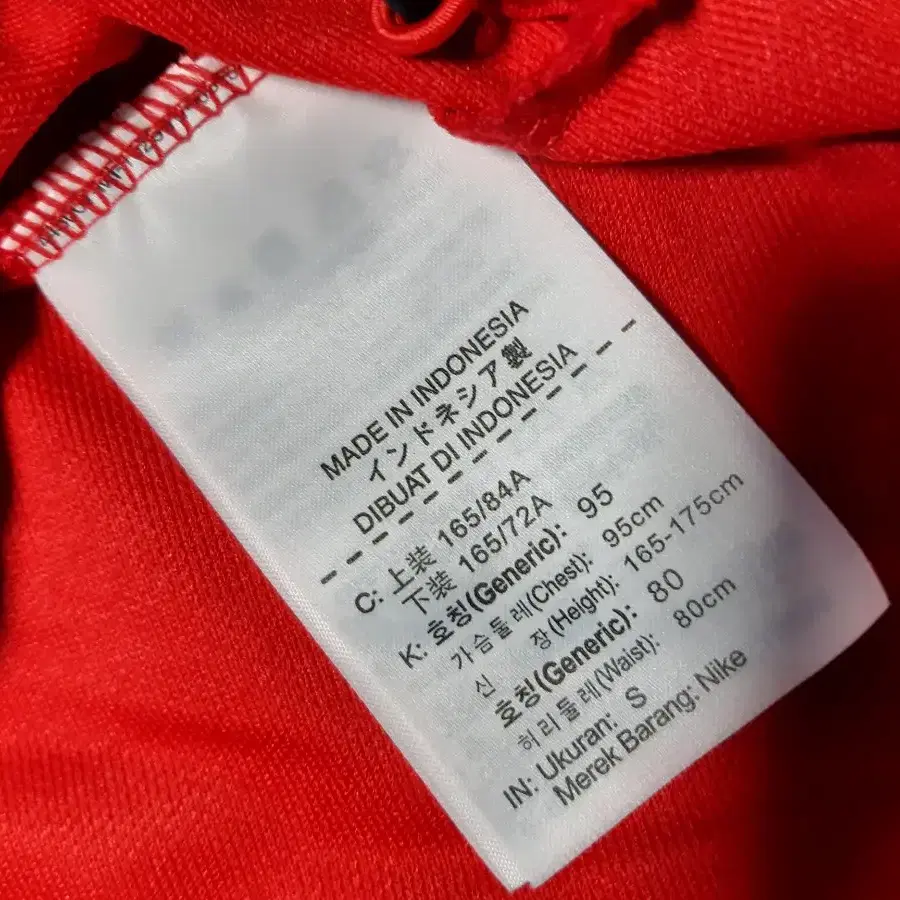 MADE IN INDONESIA
インドネシア製
DIBUAT DI INDONESIA
C: 上装 165/84A
下装 165/72A
K: 호칭(Generic): 95
가슴둘레(Chest): 95cm
신 장(Height): 165-175cm
호칭(Generic): 80
허리둘레(Waist): 80cm
IN: Ukuran: S
Merek Barang: Nike